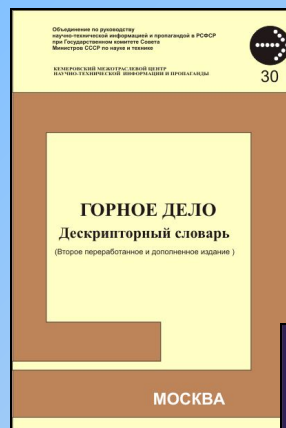 Объединение по руководству
научно-технической информацией и пропагандой в РСФСР
при Государственном комитете Совета
Министров СССР по науке и технике
КЕМЕРОВСКИЙ МЕЖОТРАСЛЕВОЙ ЦЕНТР
НАУЧНО-ТЕХНИЧЕСКОЙ ИНФОРМАЦИИ И ПРОПАГАНДЫ
30
ГОРНОЕ ДЕЛО
Дескрипторный словарь
(Второе переработанное и дополненное издание )
МОСКВА